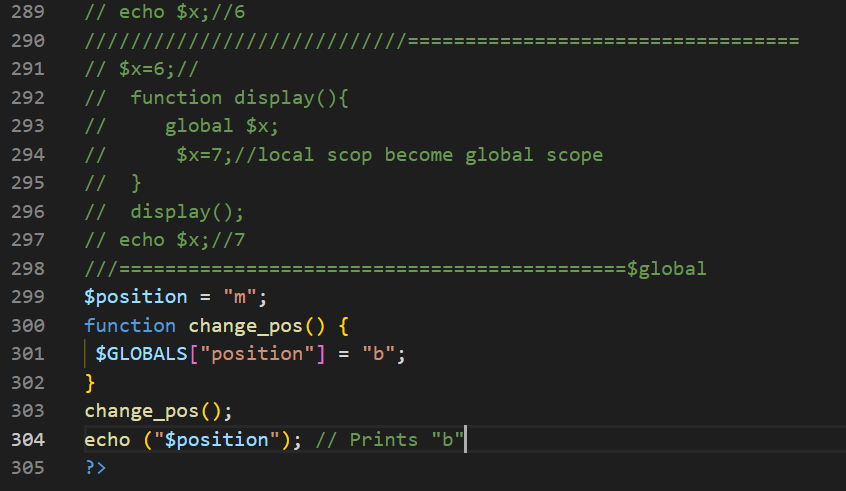 289 // echo $x;//6
290 ////////////////////////////==================================
291 // $x=6;//
292 //  function display(){
293 //     global $x;
294 //      $x=7;//local scop become global scope
295 //  }
296 //  display();
297 // echo $x;//7
298 ///============================================$global
299 $position = "m";
300 function change_pos() {
301  $GLOBALS["position"] = "b";
302 }
303 change_pos();
304 echo ("$position"); // Prints "b"
305 ?>